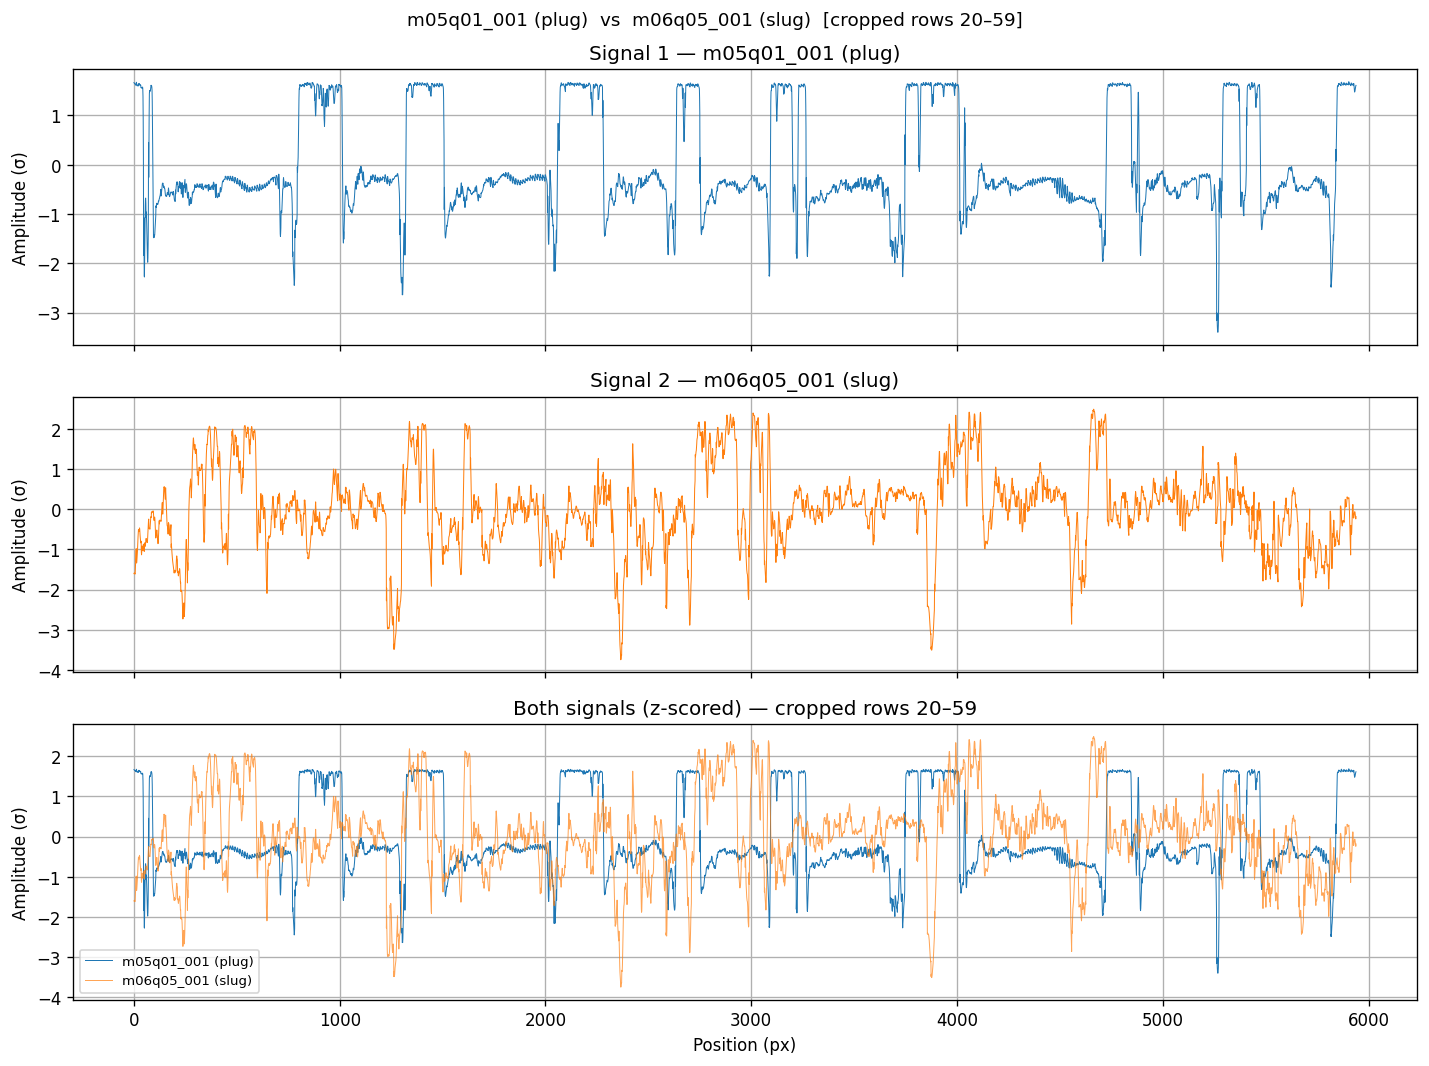 m05q01_001 (plug)  vs  m06q05_001 (slug)  [cropped rows 20–59]
Signal 1 — m05q01_001 (plug)
Amplitude (σ)
1
0
−1
−2
−3
Signal 2 — m06q05_001 (slug)
Amplitude (σ)
2
1
0
−1
−2
−3
−4
Both signals (z-scored) — cropped rows 20–59
Amplitude (σ)
2
1
0
−1
−2
−3
−4
m05q01_001 (plug)
m06q05_001 (slug)
0 1000 2000 3000 4000 5000 6000
Position (px)